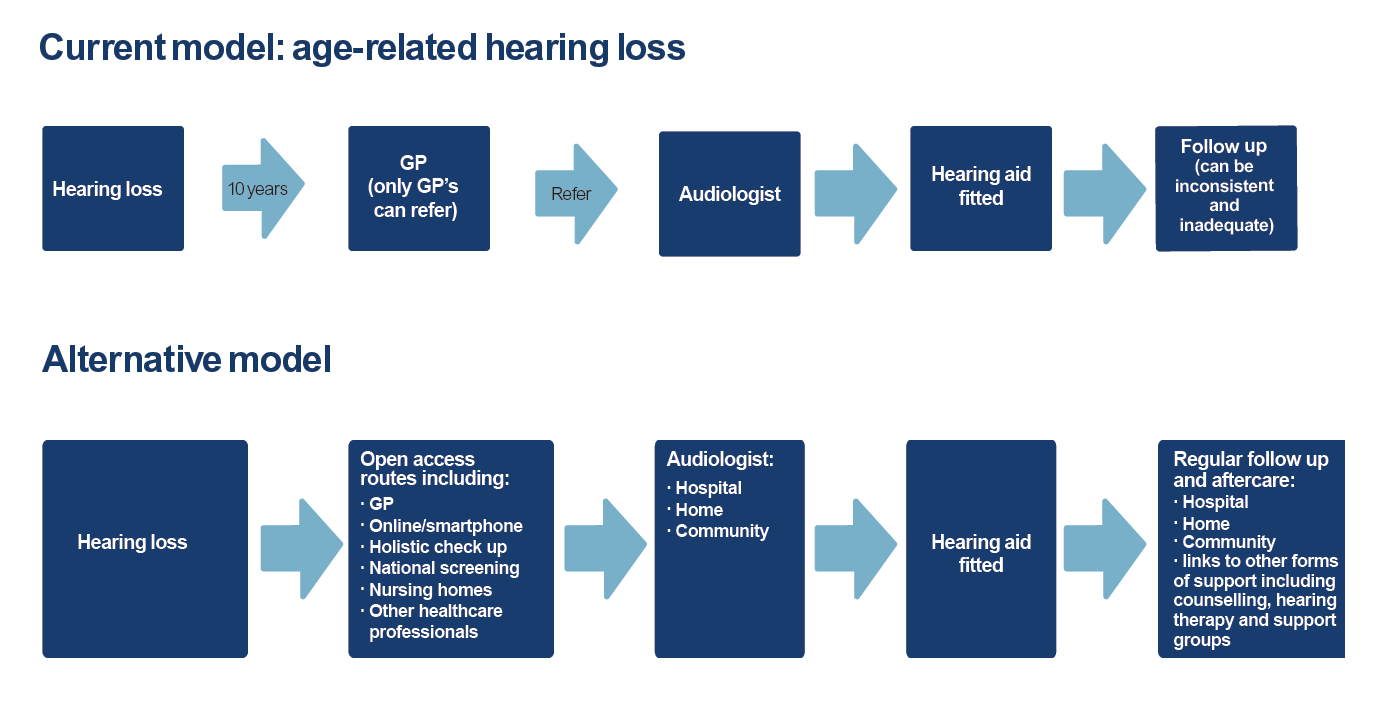 Current model: age-related hearing loss
Hearing loss
10 years
GP
(only GP's
can refer)
Refer
Audiologist
Hearing aid
fitted
Follow up
(can be
inconsistent
and
inadequate)
Alternative model
Hearing loss
Open access
routes including:
· GP
· Online/smartphone
· Holistic check up
· National screening
· Nursing homes
· Other healthcare
professionals
Audiologist:
· Hospital
· Home
· Community
Hearing aid
fitted
Regular follow up
and aftercare:
· Hospital
· Home
· Community
· links to other forms
of support including
counselling, hearing
therapy and support
groups